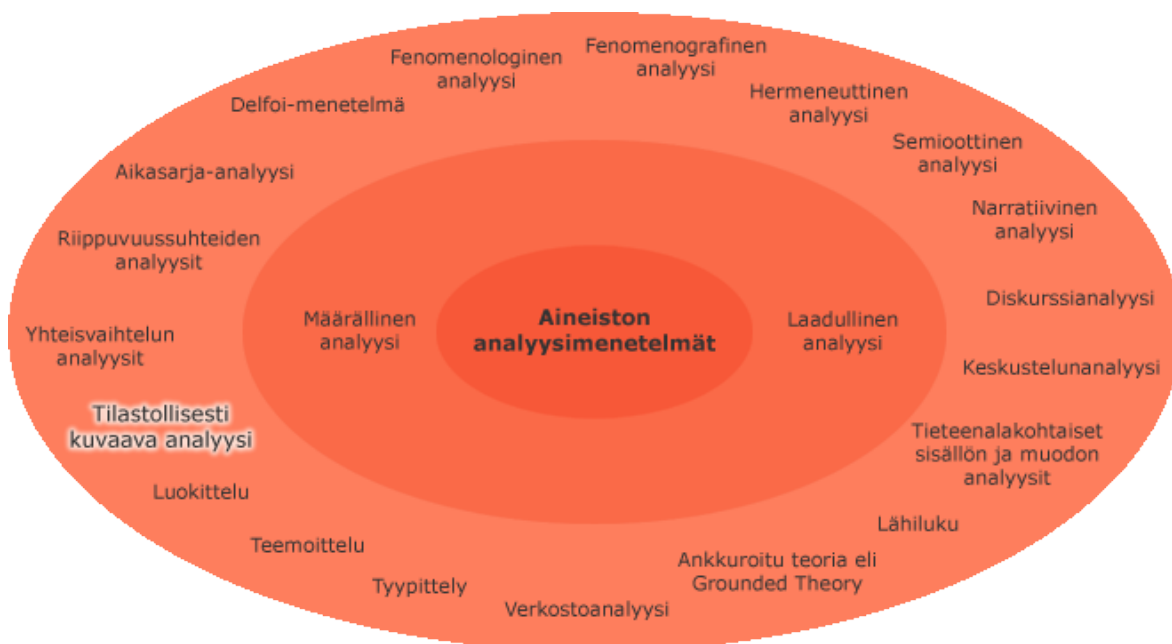 Fenomenologinen
analyysi
Fenomenografinen
analyysi
Hermeneuttinen
analyysi
Semioottinen
analyysi
Narratiivinen
analyysi
Diskurssianalyysi
Keskustelunanalyysi
Tieteenalakohtaiset
sisällön ja muodon
analyysit
Lähiluku
Ankkuroitu teoria eli
Grounded Theory
Verkostoanalyysi
Tyypittely
Teemoittelu
Luokittelu
Tilastollisesti
kuvaava analyysi
Yhteisvaihtelun
analyysit
Riippuvuussuhteiden
analyysit
Aikasarja-analyysi
Delfoi-menetelmä
Määrällinen
analyysi
Aineiston
analyysimenetelmät
Laadullinen
analyysi